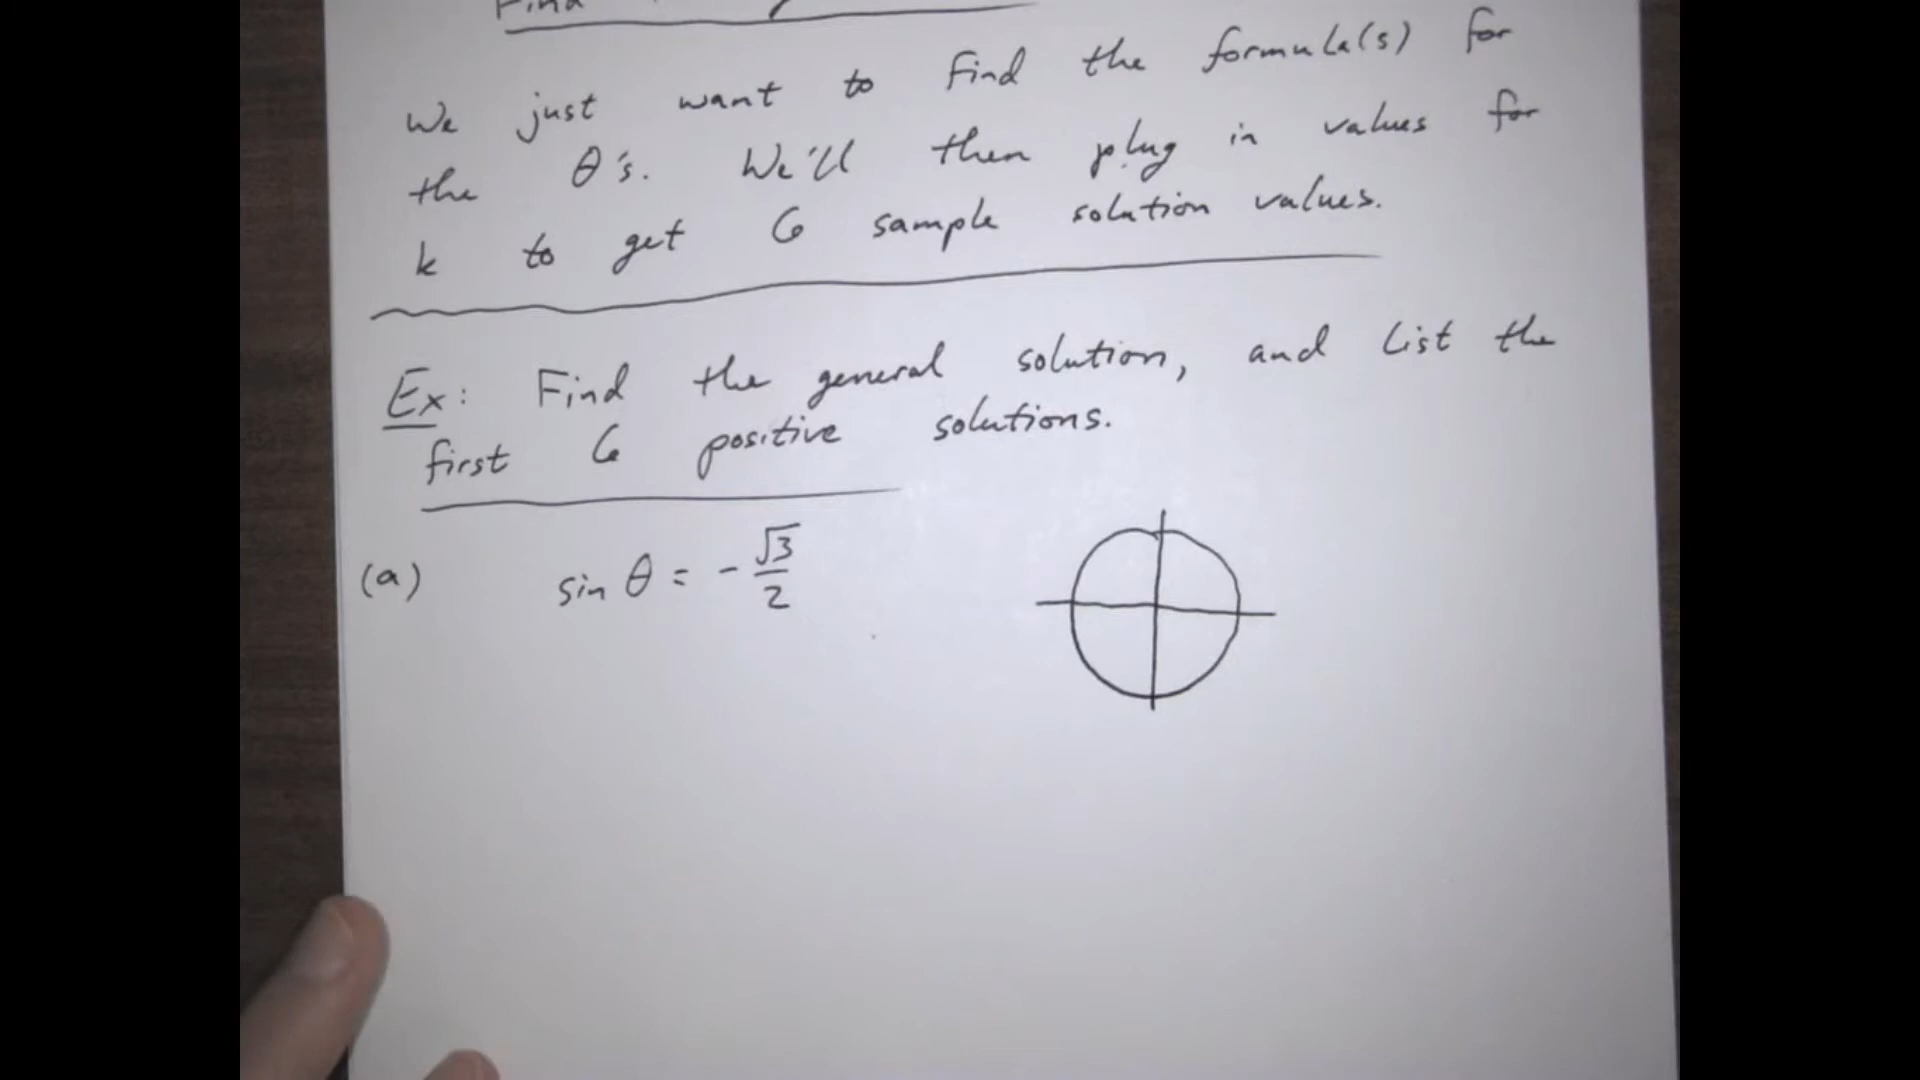 Find
We just want to find the formula(s) for
the θ's. We'll then plug in values for
k to get 6 sample solution values.
Ex: Find the general solution, and list the
first 6 positive solutions.
(a) sin θ = -√3/2